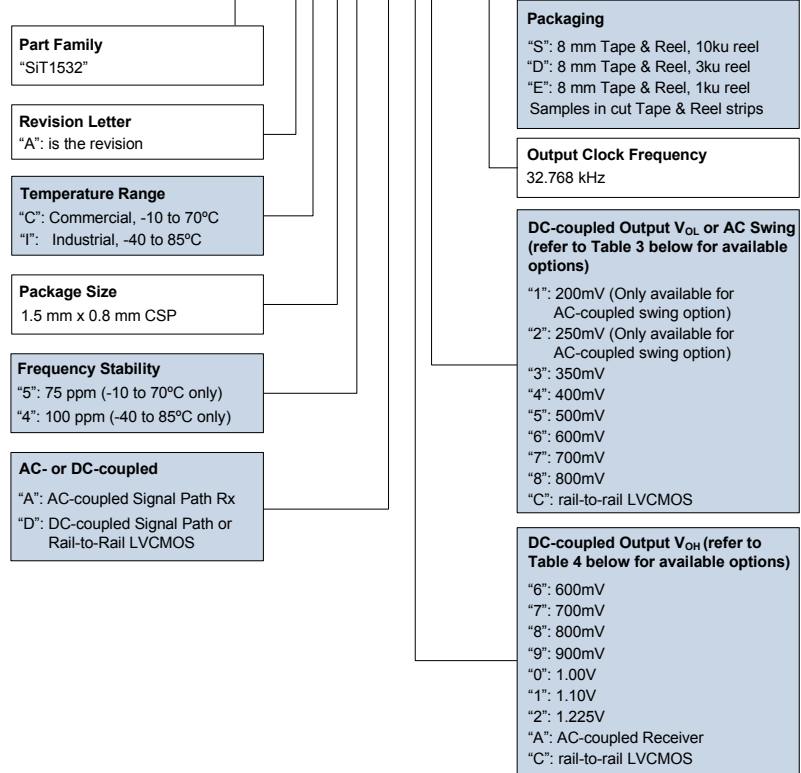 Part Family
“SiT1532”
Revision Letter
“A”: is the revision
Temperature Range
“C”: Commercial, -10 to 70ºC
“I”: Industrial, -40 to 85ºC
Package Size
1.5 mm x 0.8 mm CSP
Frequency Stability
“5”: 75 ppm (-10 to 70ºC only)
“4”: 100 ppm (-40 to 85ºC only)
AC- or DC-coupled
“A”: AC-coupled Signal Path Rx
“D”: DC-coupled Signal Path or
Rail-to-Rail LVCMOS
Packaging
“S”: 8 mm Tape & Reel, 10ku reel
“D”: 8 mm Tape & Reel, 3ku reel
“E”: 8 mm Tape & Reel, 1ku reel
Samples in cut Tape & Reel strips
Output Clock Frequency
32.768 kHz
DC-coupled Output VOL or AC Swing
(refer to Table 3 below for available
options)
“1”: 200mV (Only available for
AC-coupled swing option)
“2”: 250mV (Only available for
AC-coupled swing option)
“3”: 350mV
“4”: 400mV
“5”: 500mV
“6”: 600mV
“7”: 700mV
“8”: 800mV
“C”: rail-to-rail LVCMOS
DC-coupled Output VOH (refer to
Table 4 below for available options)
“6”: 600mV
“7”: 700mV
“8”: 800mV
“9”: 900mV
“0”: 1.00V
“1”: 1.10V
“2”: 1.225V
“A”: AC-coupled Receiver
“C”: rail-to-rail LVCMOS